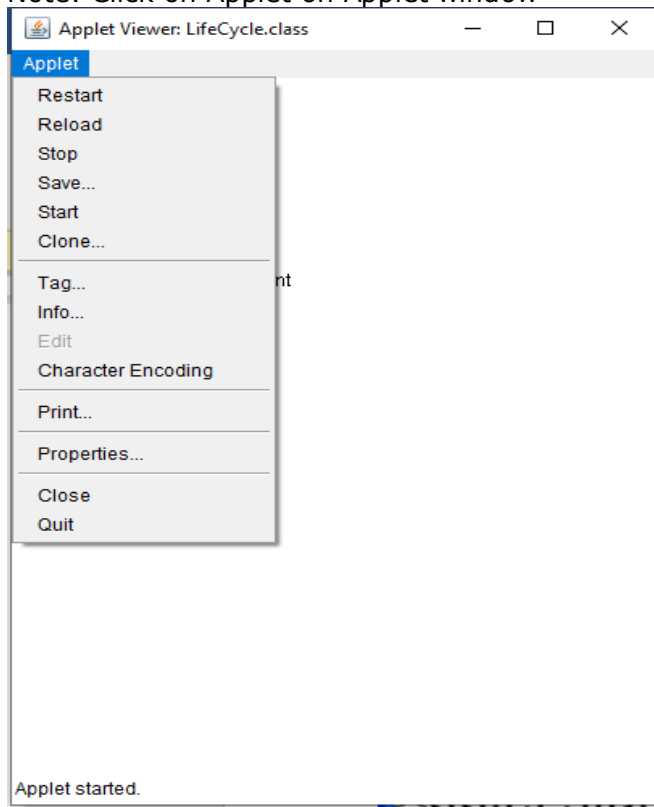 Note: Click on Applet on Applet window
Applet Viewer: LifeCycle.class
Applet
Restart
Reload
Stop
Save...
Start
Clone...
Tag...
nt
Info...
Edit
Character Encoding
Print...
Properties...
Close
Quit
Applet started.